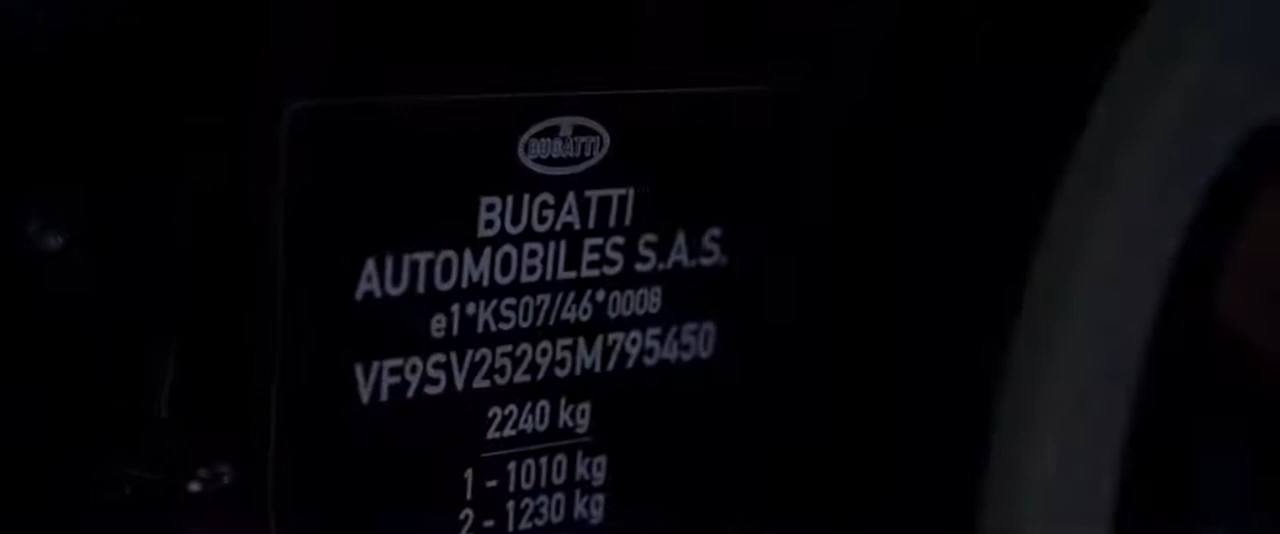 BUGATTI
BUGATTI
AUTOMOBILES S.A.S.
e1*KS07/46*0008
VF9SV25295M795450
2240 kg
1 - 1010 kg
2 - 1230 kg